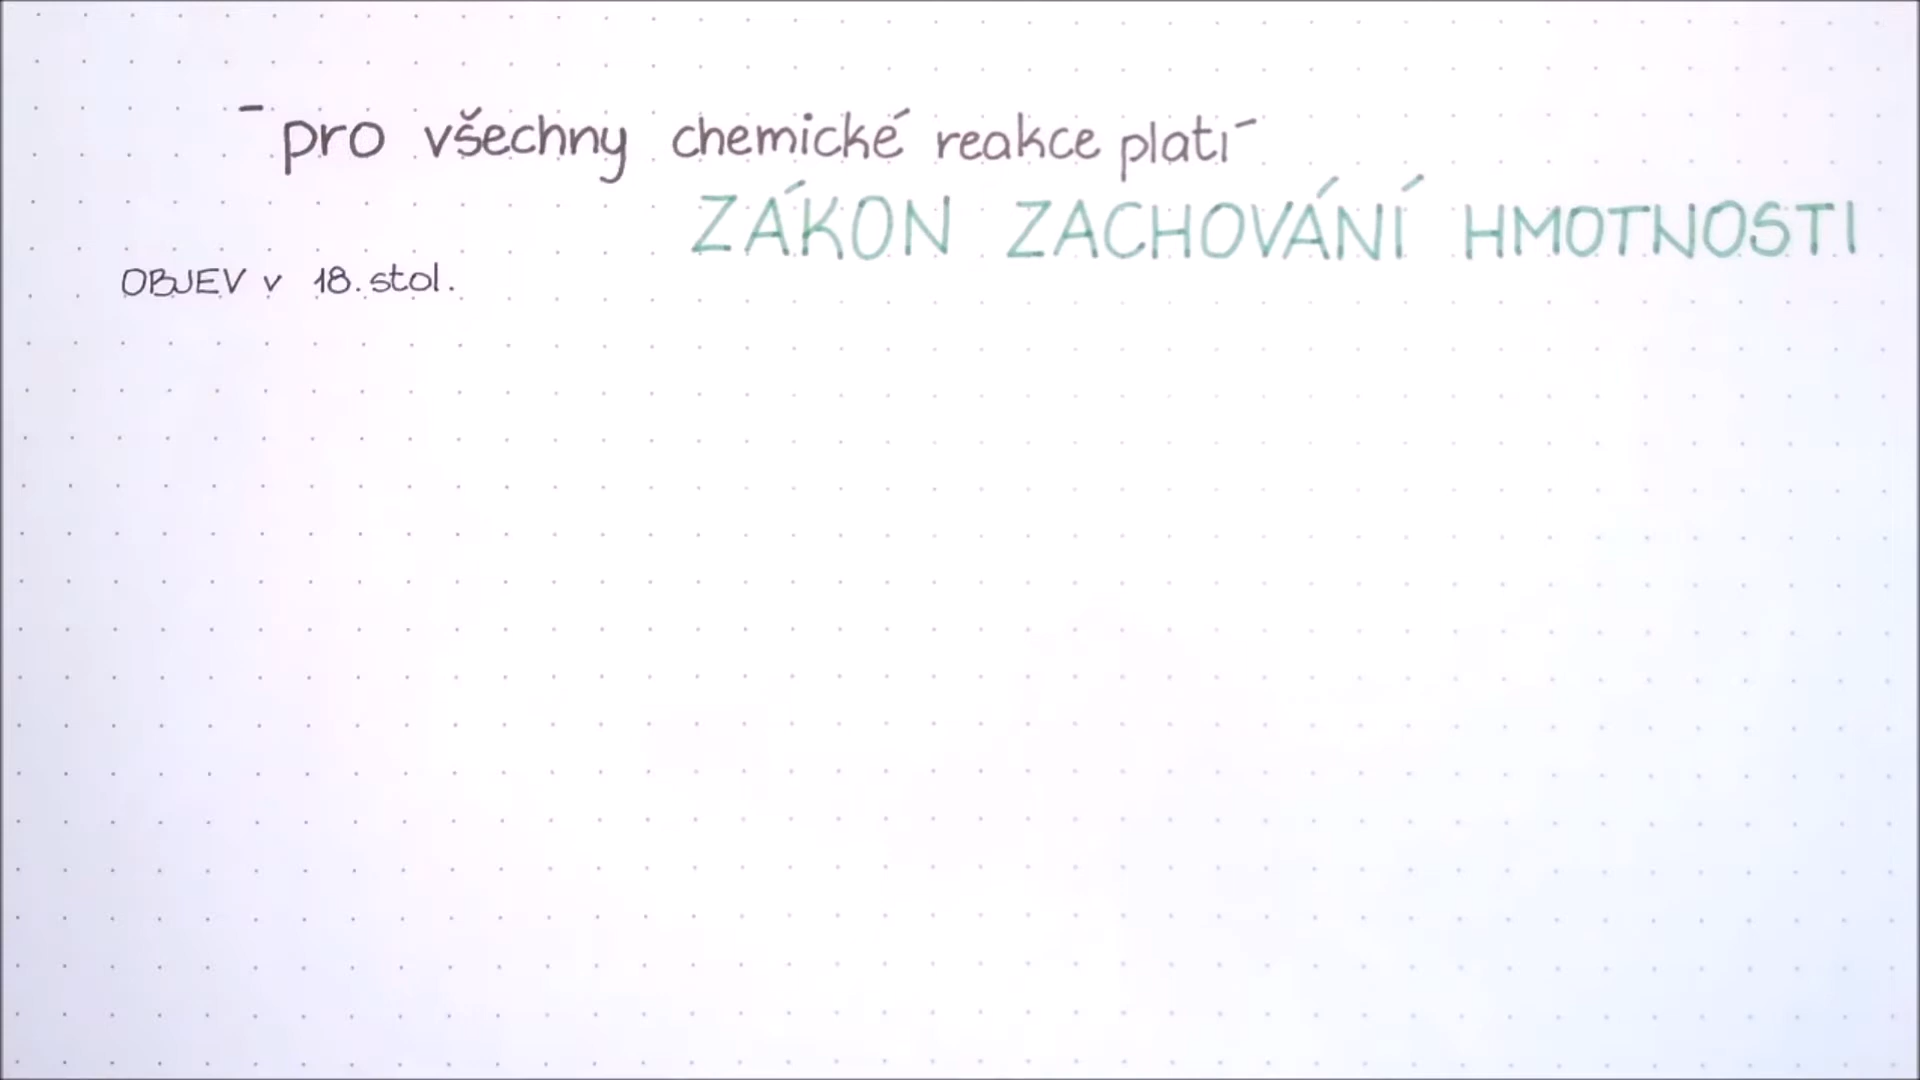 - pro všechny chemické reakce platí
ZÁKON ZACHOVÁNÍ HMOTNOSTI
OBJEV v 18. stol.